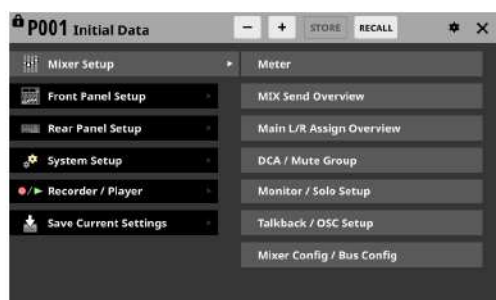 P001 Initial Data
− + STORE RECALL
Mixer Setup
Front Panel Setup
Rear Panel Setup
System Setup
Recorder / Player
Save Current Settings
Meter
MIX Send Overview
Main L/R Assign Overview
DCA / Mute Group
Monitor / Solo Setup
Talkback / OSC Setup
Mixer Config / Bus Config